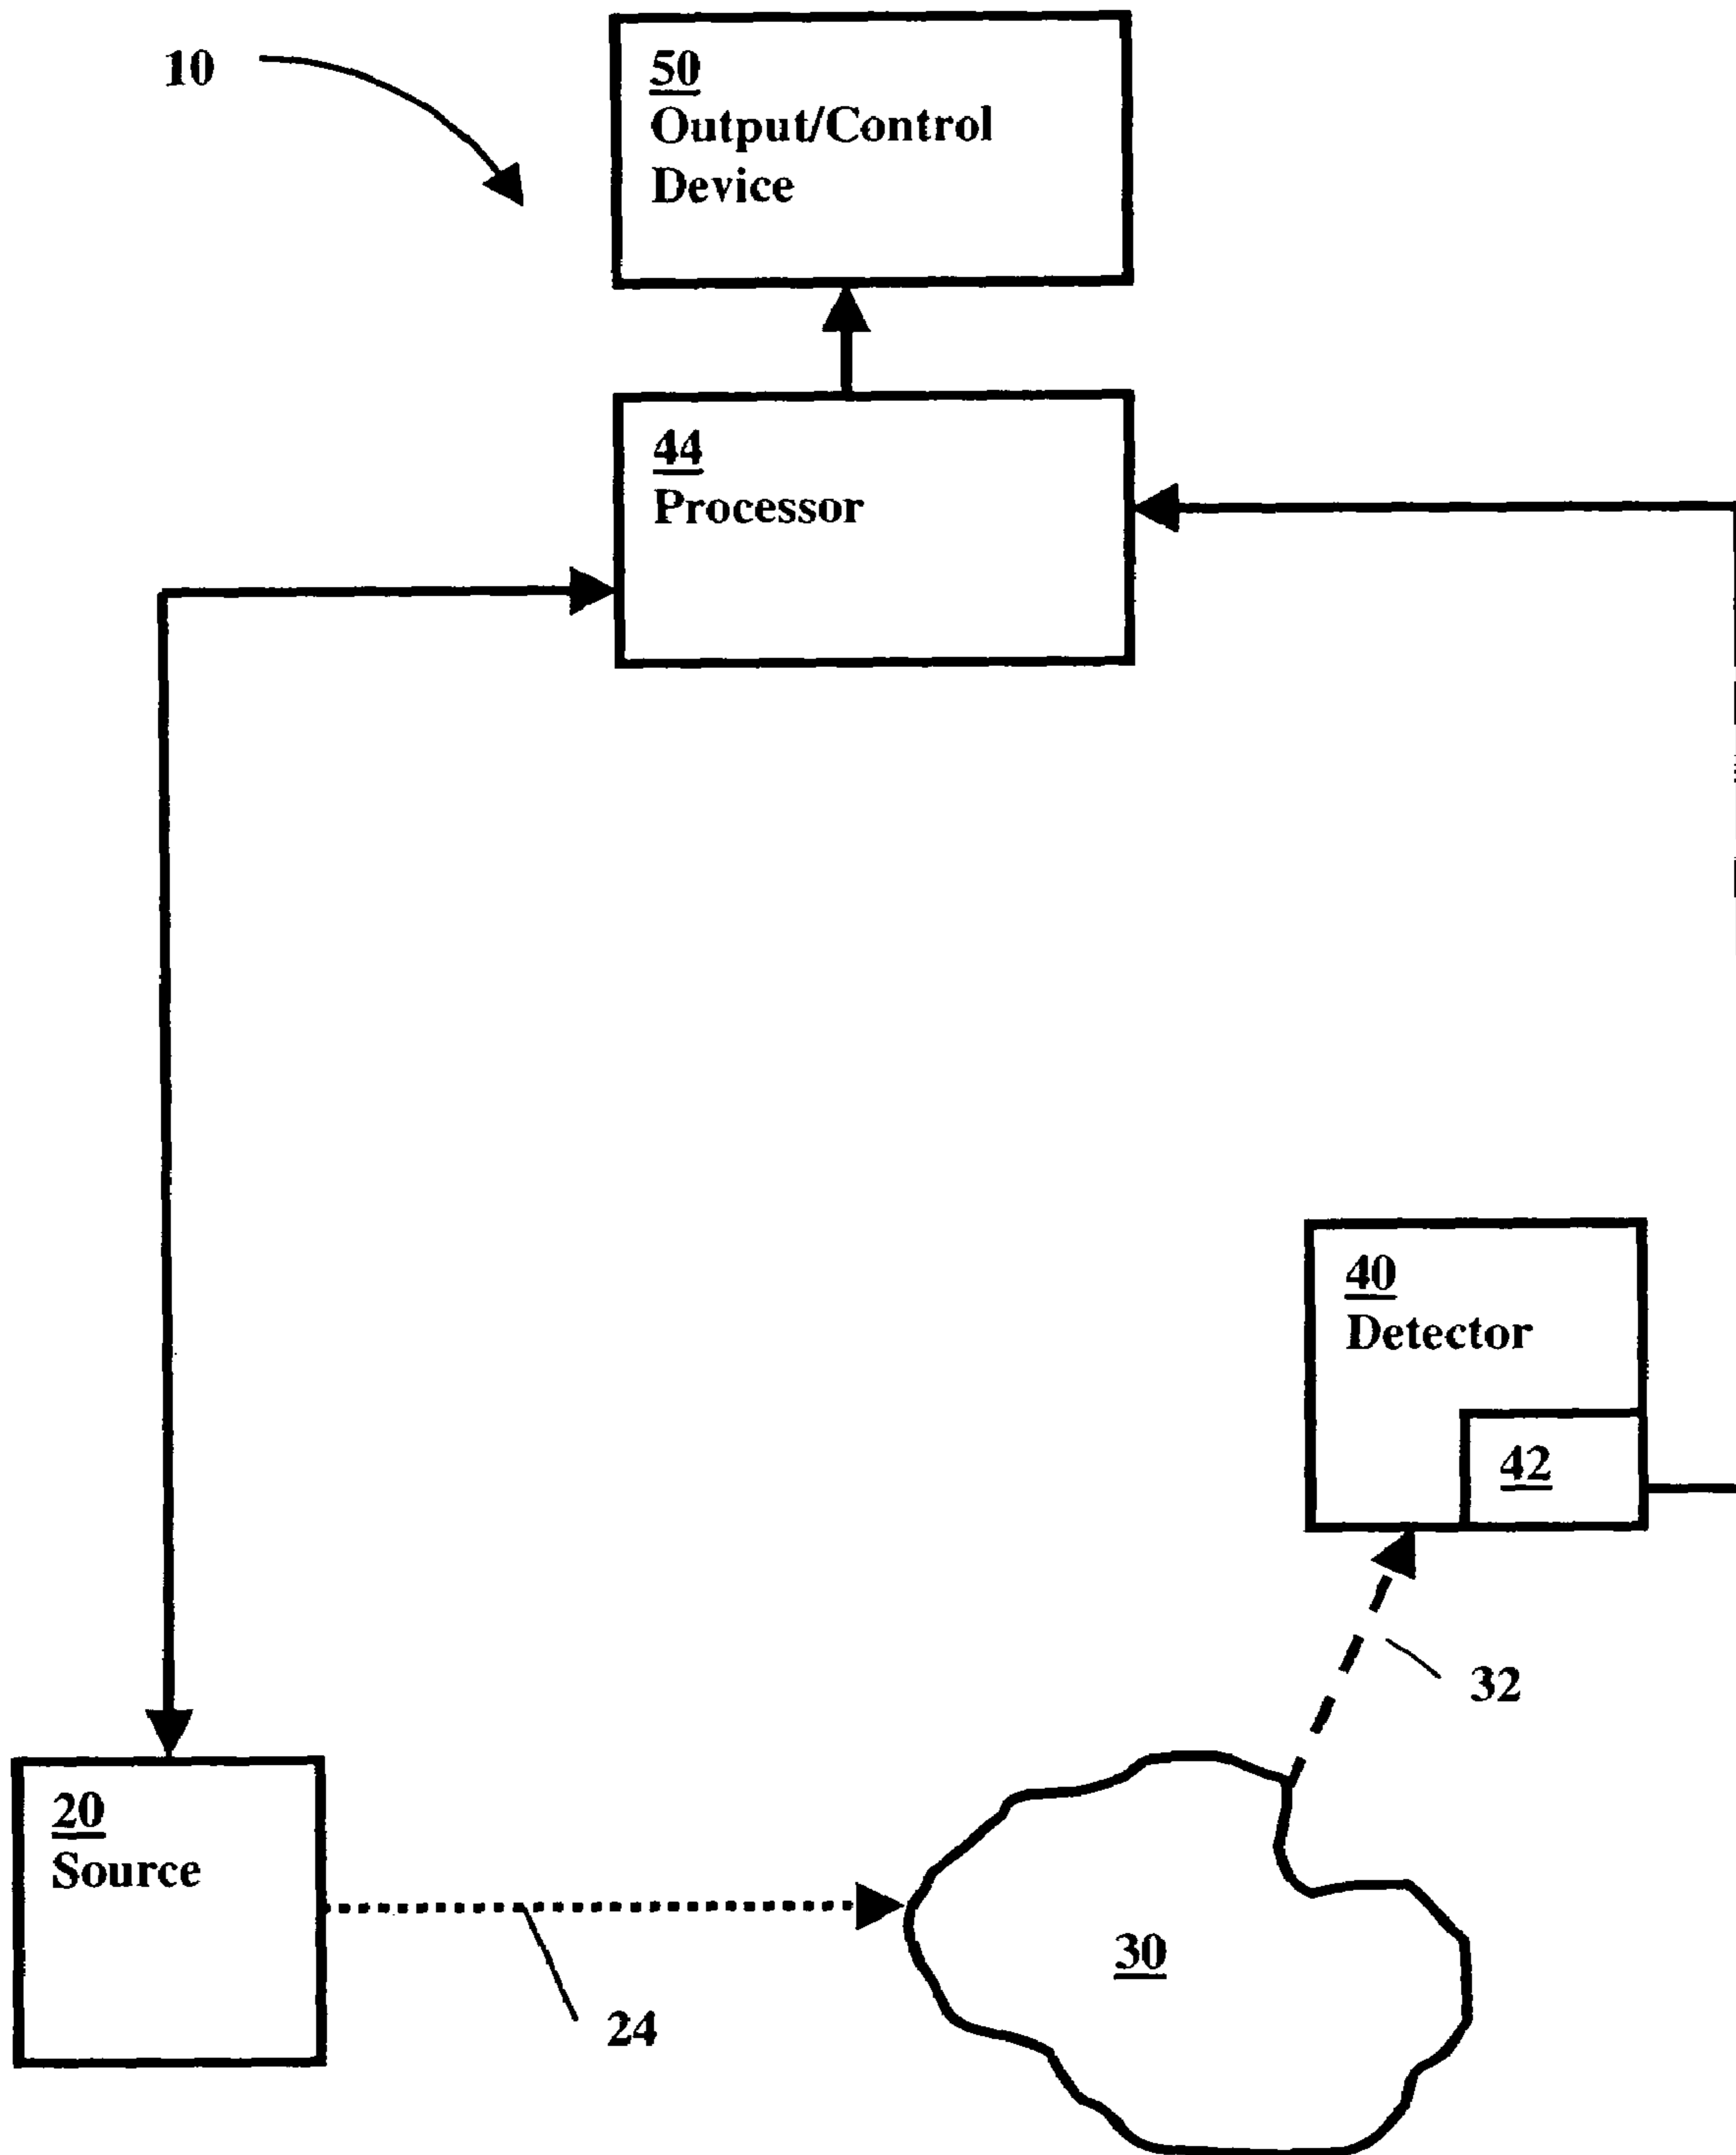 10
50
Output/Control
Device
44
Processor
40
Detector
42
32
20
Source
30
24